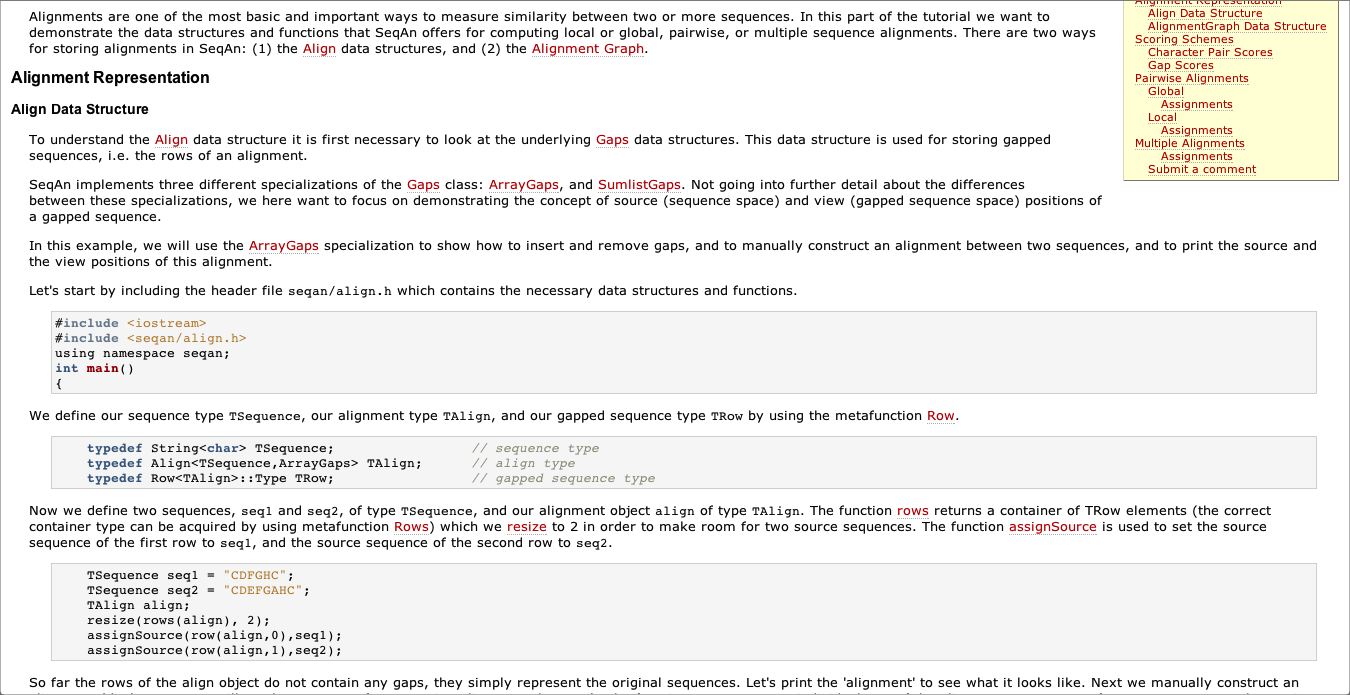 Alignments are one of the most basic and important ways to measure similarity between two or more sequences. In this part of the tutorial we want to
demonstrate the data structures and functions that SeqAn offers for computing local or global, pairwise, or multiple sequence alignments. There are two ways
for storing alignments in SeqAn: (1) the Align data structures, and (2) the Alignment Graph.
Alignment Representation
Align Data Structure
AlignmentGraph Data Structure
Scoring Schemes
Character Pair Scores
Gap Scores
Pairwise Alignments
Global
Assignments
Local
Assignments
Multiple Alignments
Assignments
Submit a comment
Alignment Representation
Align Data Structure
To understand the Align data structure it is first necessary to look at the underlying Gaps data structures. This data structure is used for storing gapped
sequences, i.e. the rows of an alignment.
SeqAn implements three different specializations of the Gaps class: ArrayGaps, and SumlistGaps. Not going into further detail about the differences
between these specializations, we here want to focus on demonstrating the concept of source (sequence space) and view (gapped sequence space) positions of
a gapped sequence.
In this example, we will use the ArrayGaps specialization to show how to insert and remove gaps, and to manually construct an alignment between two sequences, and to print the source and
the view positions of this alignment.
Let's start by including the header file seqan/align.h which contains the necessary data structures and functions.
#include <iostream>
#include <seqan/align.h>
using namespace seqan;
int main()
{
We define our sequence type TSequence, our alignment type TAlign, and our gapped sequence type TRow by using the metafunction Row.
typedef String<char> TSequence; // sequence type
typedef Align<TSequence,ArrayGaps> TAlign; // align type
typedef Row<TAlign>::Type TRow; // gapped sequence type
Now we define two sequences, seq1 and seq2, of type TSequence, and our alignment object align of type TAlign. The function rows returns a container of TRow elements (the correct
container type can be acquired by using metafunction Rows) which we resize to 2 in order to make room for two source sequences. The function assignSource is used to set the source
sequence of the first row to seq1, and the source sequence of the second row to seq2.
TSequence seq1 = "CDFGHC";
TSequence seq2 = "CDEFGAHC";
TAlign align;
resize(rows(align), 2);
assignSource(row(align,0),seq1);
assignSource(row(align,1),seq2);
So far the rows of the align object do not contain any gaps, they simply represent the original sequences. Let's print the 'alignment' to see what it looks like. Next we manually construct an